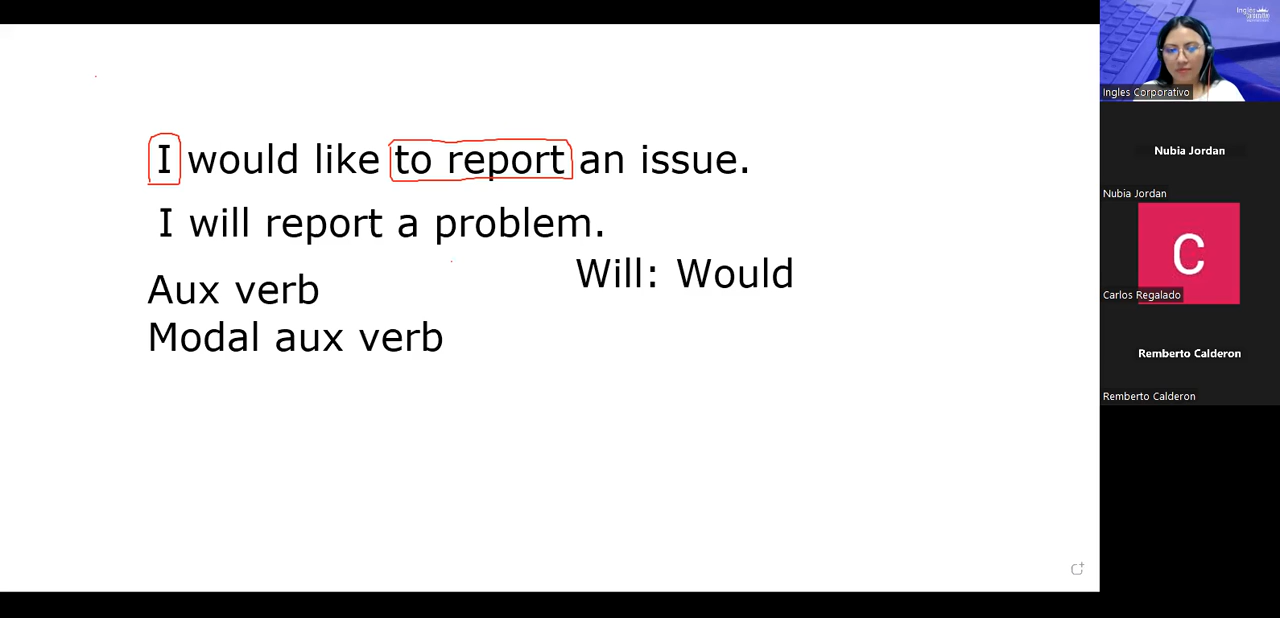 I would like to report an issue.
I will report a problem.
Will: Would
Aux verb
Modal aux verb
Ingles
Ingles Corporativo
Nubia Jordan
Nubia Jordan
C
Carlos Regalado
Remberto Calderon
Remberto Calderon